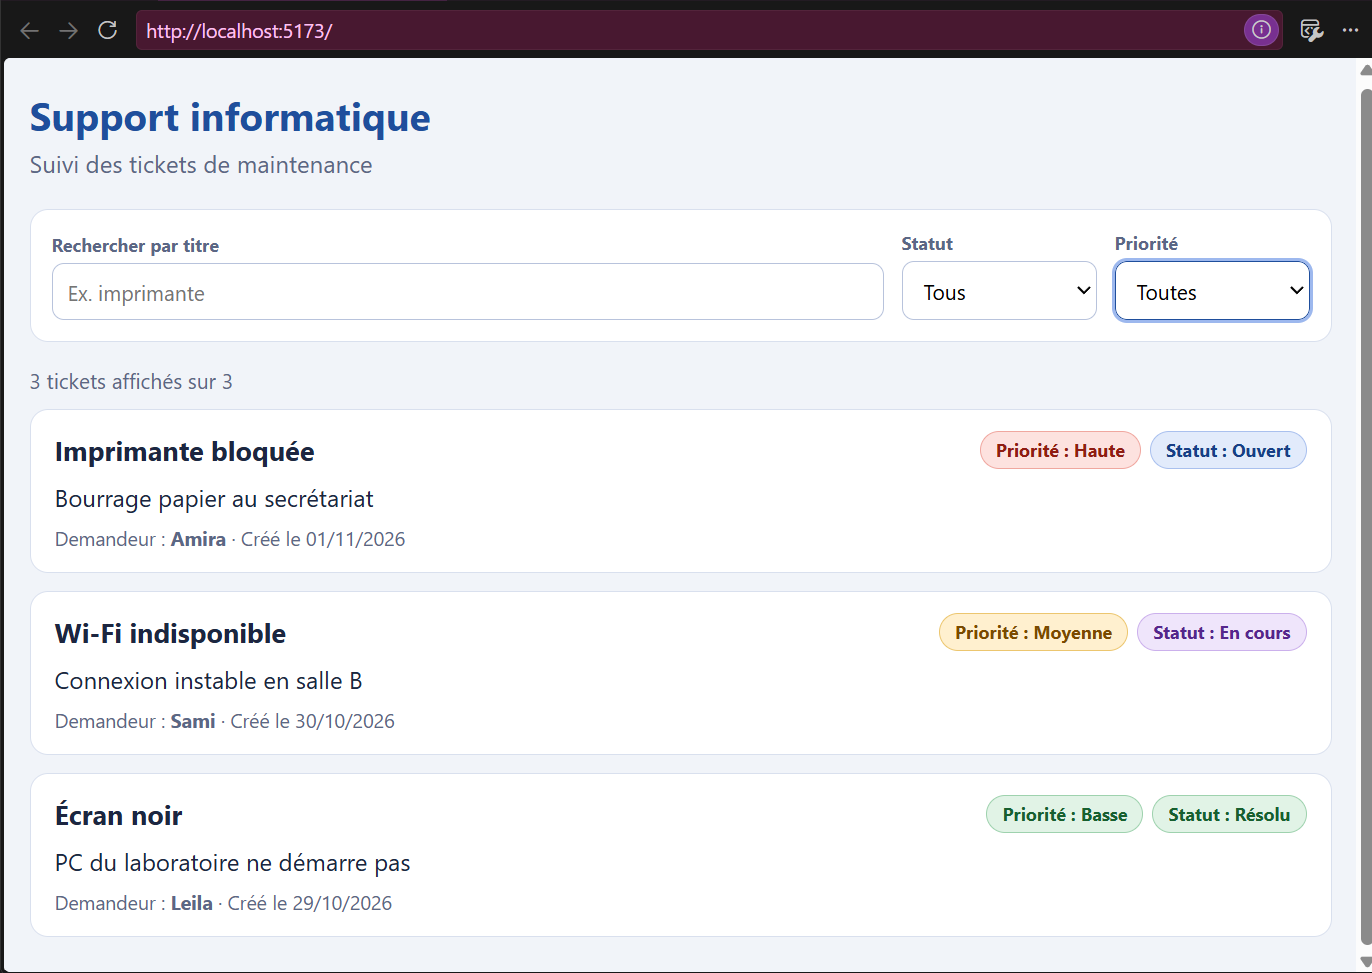 http://localhost:5173/
Support informatique
Suivi des tickets de maintenance
Rechercher par titre
Statut
Priorité
Ex. imprimante
Tous
Toutes
3 tickets affichés sur 3
Imprimante bloquée
Priorité : Haute
Statut : Ouvert
Bourrage papier au secrétariat
Demandeur : Amira · Créé le 01/11/2026
Wi-Fi indisponible
Priorité : Moyenne
Statut : En cours
Connexion instable en salle B
Demandeur : Sami · Créé le 30/10/2026
Écran noir
Priorité : Basse
Statut : Résolu
PC du laboratoire ne démarre pas
Demandeur : Leila · Créé le 29/10/2026